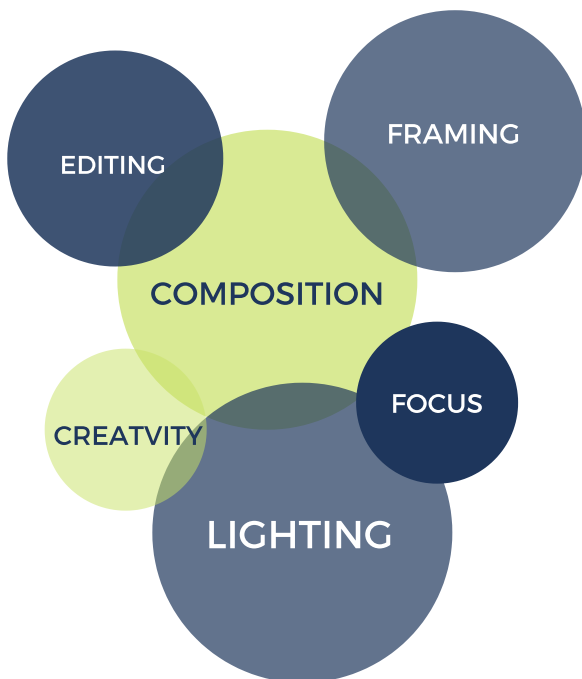 FRAMING
EDITING
COMPOSITION
FOCUS
CREATVITY
LIGHTING